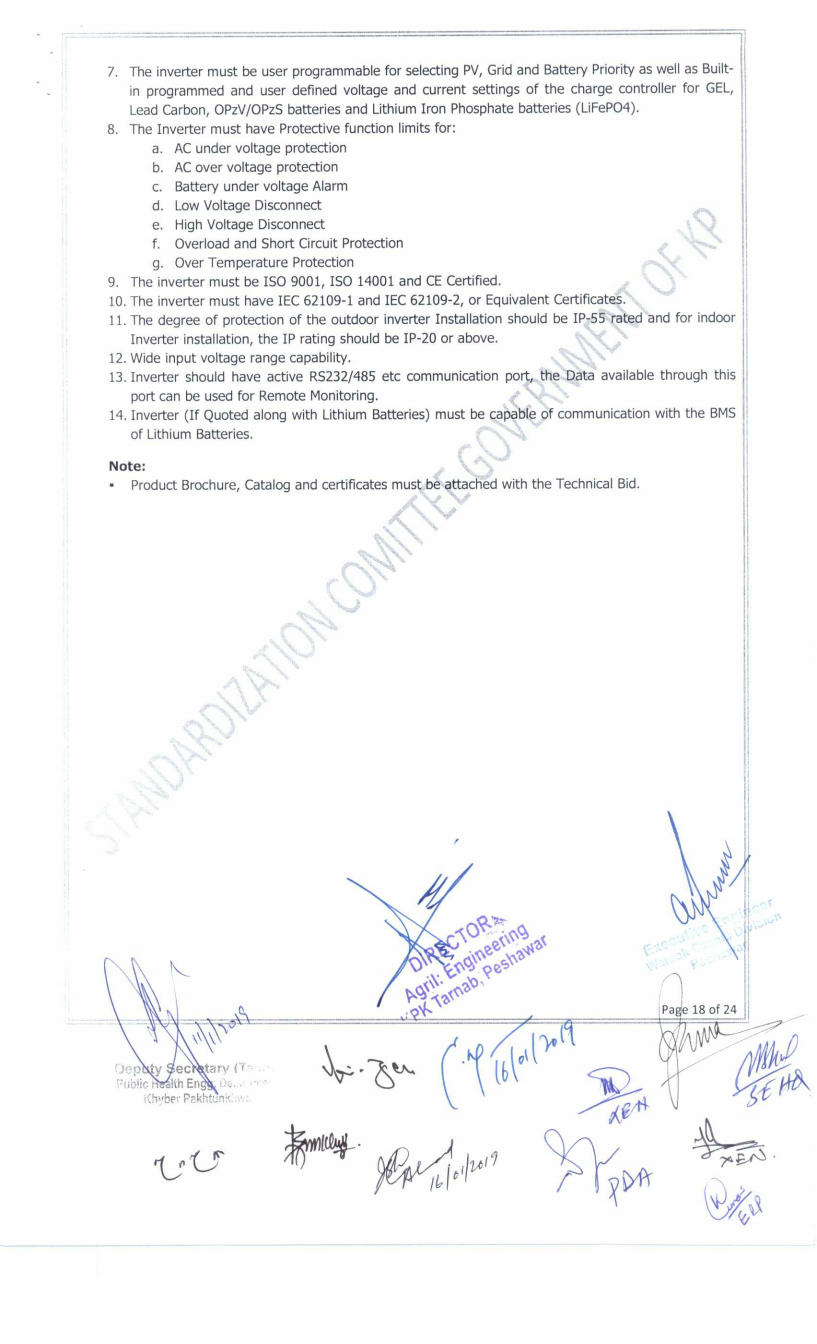 7. The inverter must be user programmable for selecting PV, Grid and Battery Priority as well as Built-
in programmed and user defined voltage and current settings of the charge controller for GEL,
Lead Carbon, OPzV/OPzS batteries and Lithium Iron Phosphate batteries (LiFePO4).
8. The Inverter must have Protective function limits for:
a. AC under voltage protection
b. AC over voltage protection
c. Battery under voltage Alarm
d. Low Voltage Disconnect
e. High Voltage Disconnect
f. Overload and Short Circuit Protection
g. Over Temperature Protection
9. The inverter must be ISO 9001, ISO 14001 and CE Certified.
10. The inverter must have IEC 62109-1 and IEC 62109-2, or Equivalent Certificates.
11. The degree of protection of the outdoor inverter Installation should be IP-55 rated and for indoor
Inverter installation, the IP rating should be IP-20 or above.
12. Wide input voltage range capability.
13. Inverter should have active RS232/485 etc communication port, the Data available through this
port can be used for Remote Monitoring.
14. Inverter (If Quoted along with Lithium Batteries) must be capable of communication with the BMS
of Lithium Batteries.
Note:
▪ Product Brochure, Catalog and certificates must be attached with the Technical Bid.
STANDARDIZATION COMITTEE GOVERNMENT OF KP
DIRECTOR
Agril: Engineering
KPK Tarnab, Peshawar
Executive Engineer
Warsak Division
Peshawar
Page 18 of 24
11/1/2019
Deputy Secretary
Public Health Engg
Khyber Pakhtunkhwa
16/01/2019
XEN
SE HQ
16/01/2019
PDA
XEN.